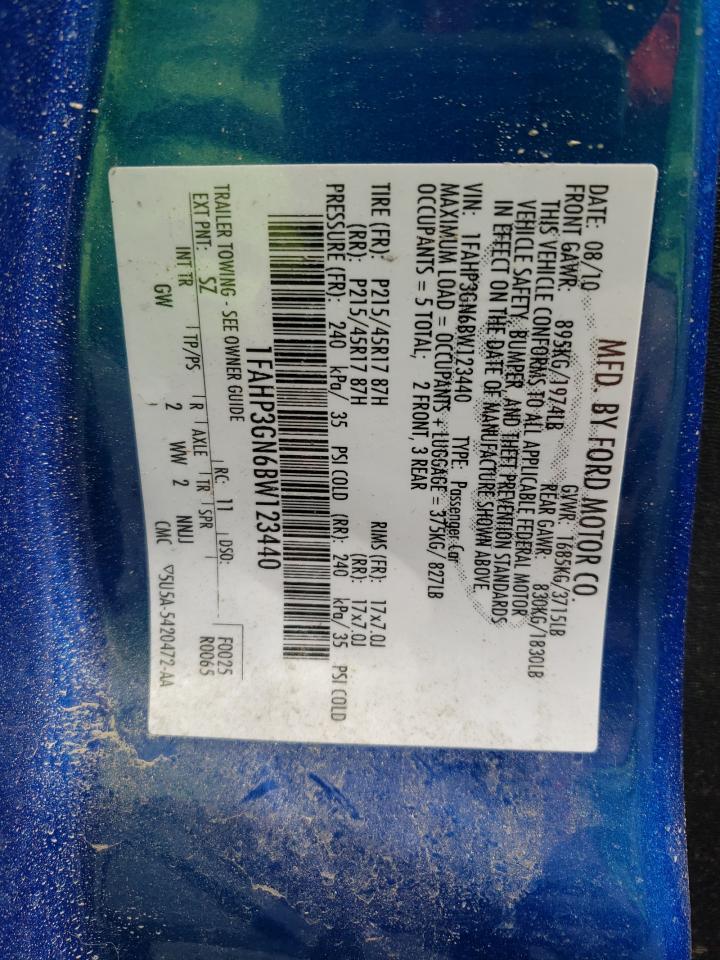 MFD. BY FORD MOTOR CO.
DATE: 08/10 GVWR: 1685KG/3715LB
FRONT GAWR: 895KG/1974LB REAR GAWR: 830KG/1830LB
THIS VEHICLE CONFORMS TO ALL APPLICABLE FEDERAL MOTOR
VEHICLE SAFETY, BUMPER, AND THEFT PREVENTION STANDARDS
IN EFFECT ON THE DATE OF MANUFACTURE SHOWN ABOVE
VIN: 1FAHP3GN6BW123440 TYPE: Passenger Car
MAXIMUM LOAD = OCCUPANTS + LUGGAGE = 375KG/ 827LB
OCCUPANTS = 5 TOTAL; 2 FRONT, 3 REAR
TIRE (FR): P215/45R17 87H RIMS (FR): 17x7.0J
(RR): P215/45R17 87H (RR): 17x7.0J
PRESSURE (FR): 240 kPa/ 35 PSI COLD (RR): 240 kPa/ 35 PSI COLD
1FAHP3GN6BW123440
TRAILER TOWING - SEE OWNER GUIDE
EXT PNT: SZ RC: 11 DSO: F0025
R0065
INT TR TP/PS R AXLE TR SPR
GW 2 WW 2 NNJJ
CMC ▽5U5A-5420472-AA